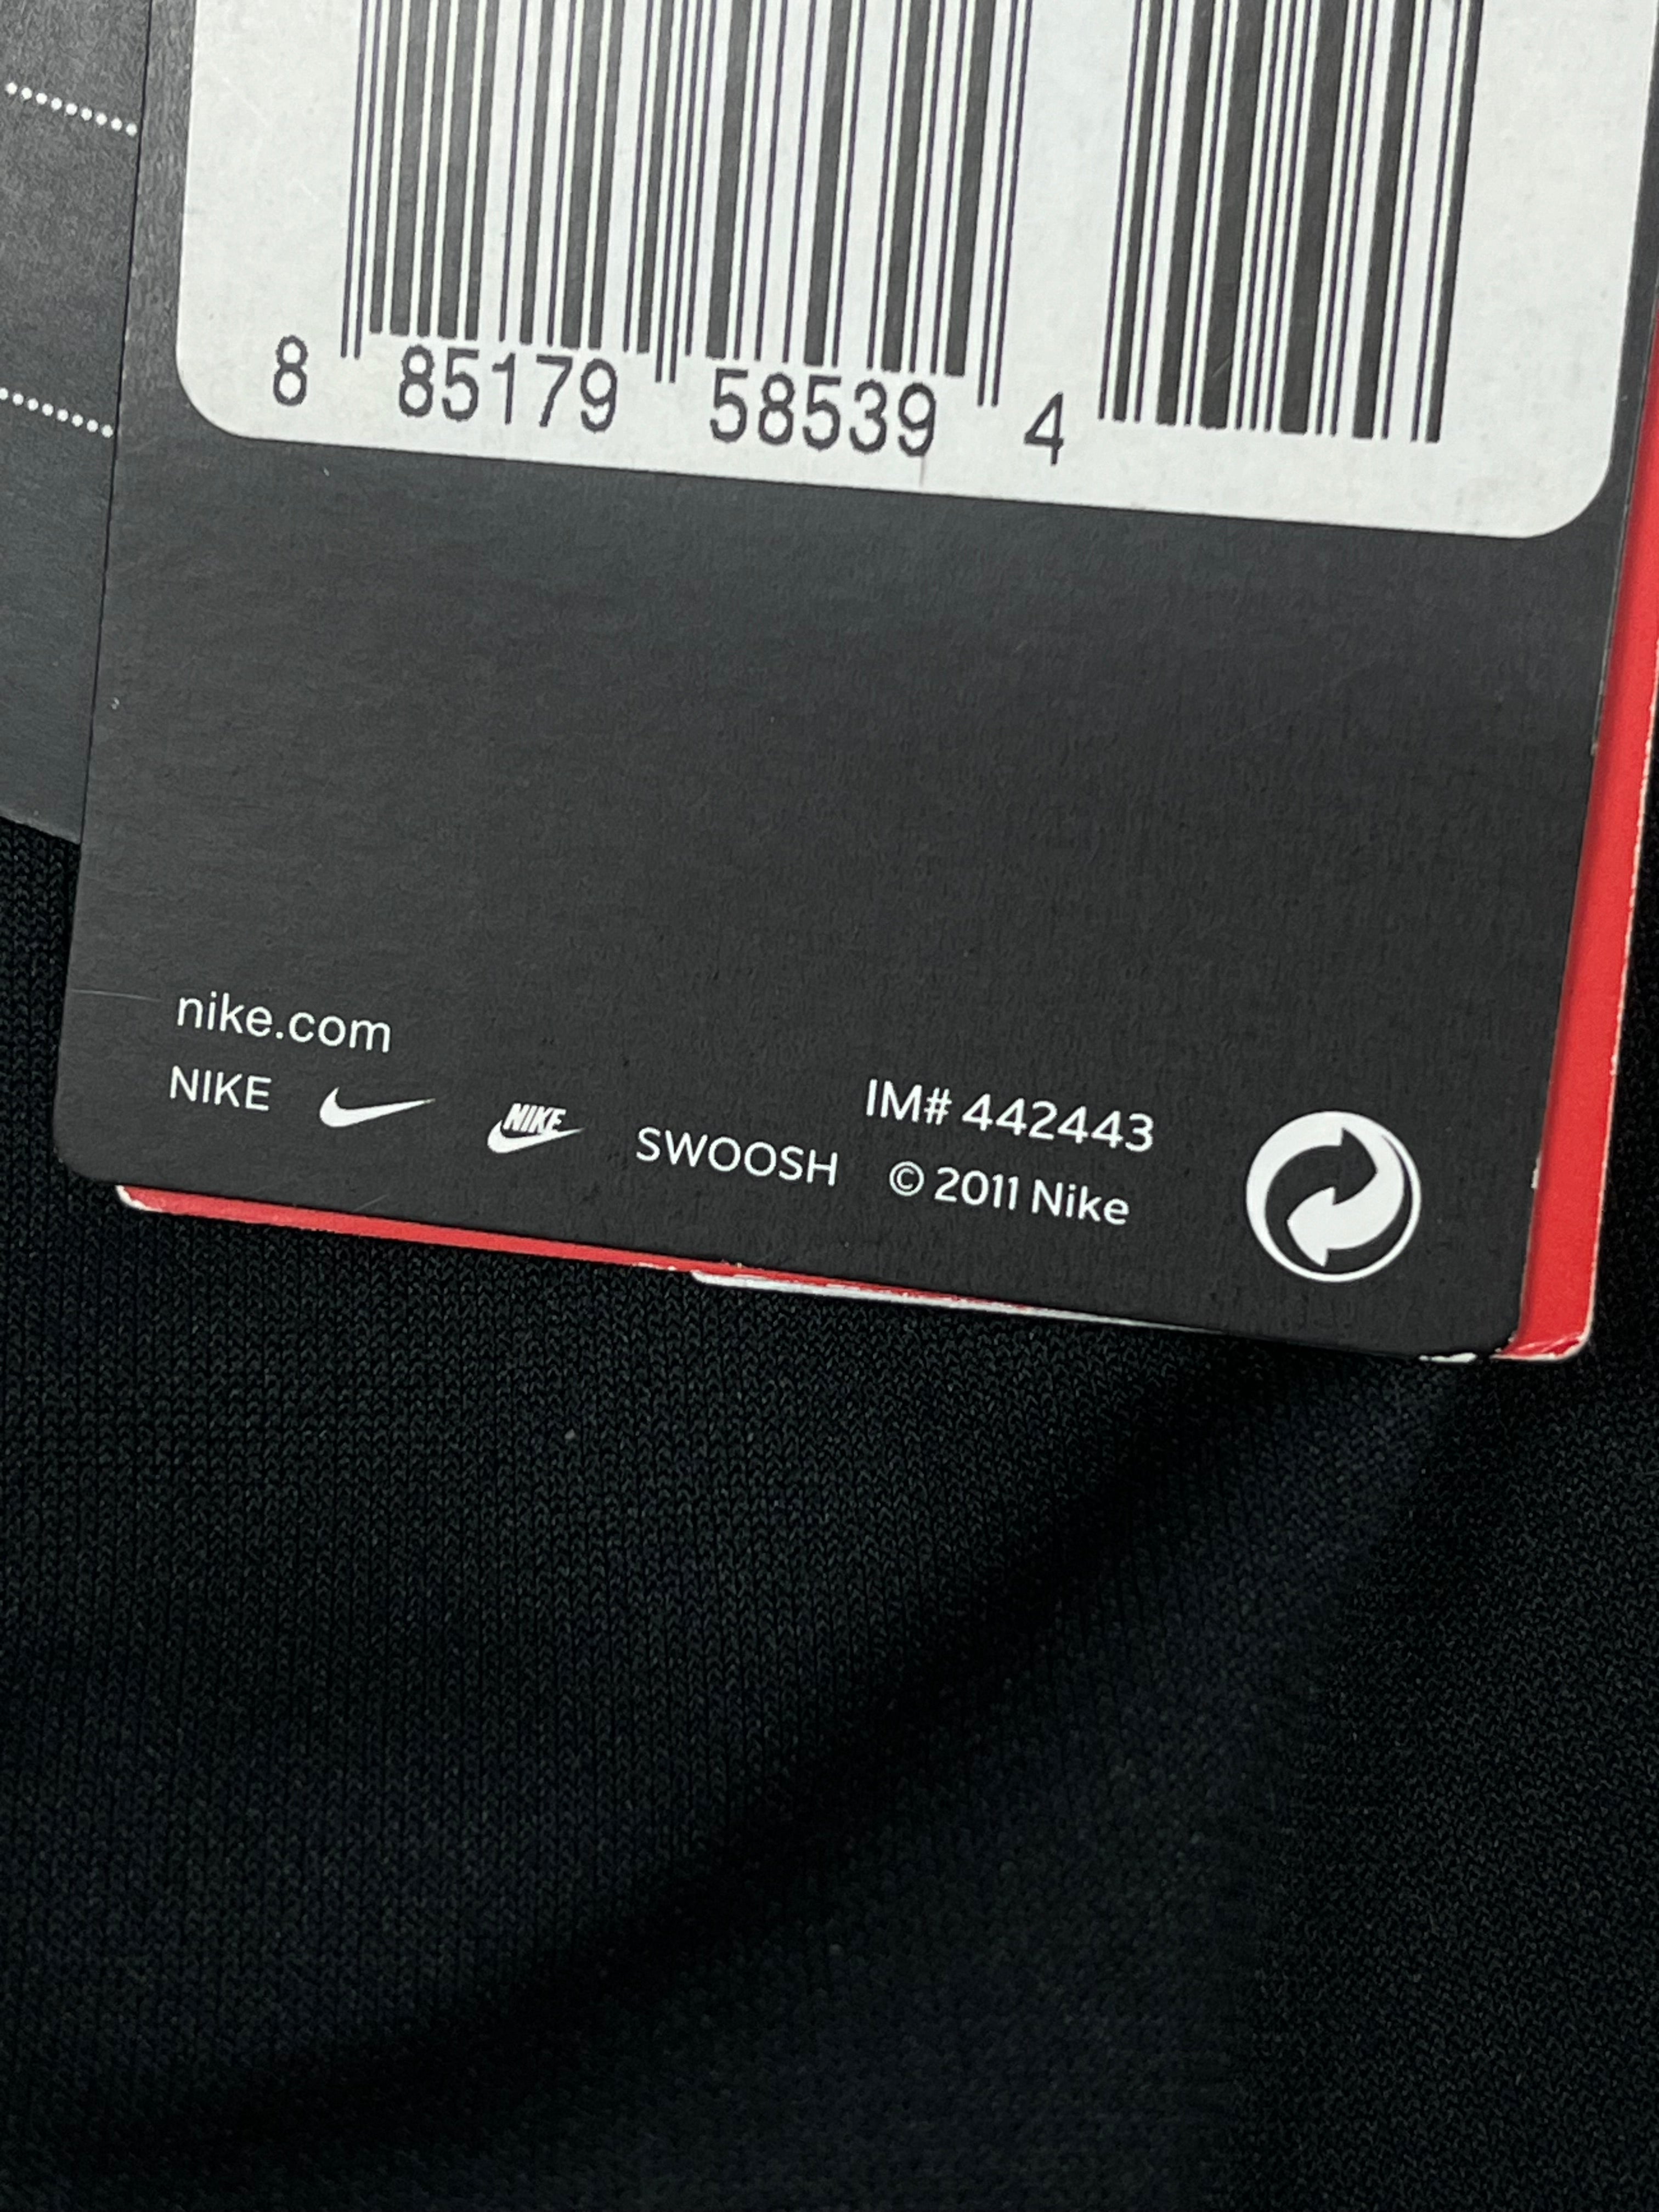 8 85179 58539 4
nike.com
NIKE NIKE SWOOSH
IM# 442443
© 2011 Nike